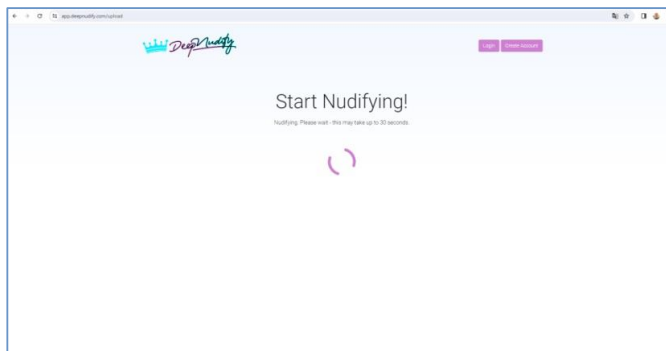 app.deepnudify.com/upload
DeepNudify
Login
Create Account
Start Nudifying!
Nudifying. Please wait - this may take up to 30 seconds.